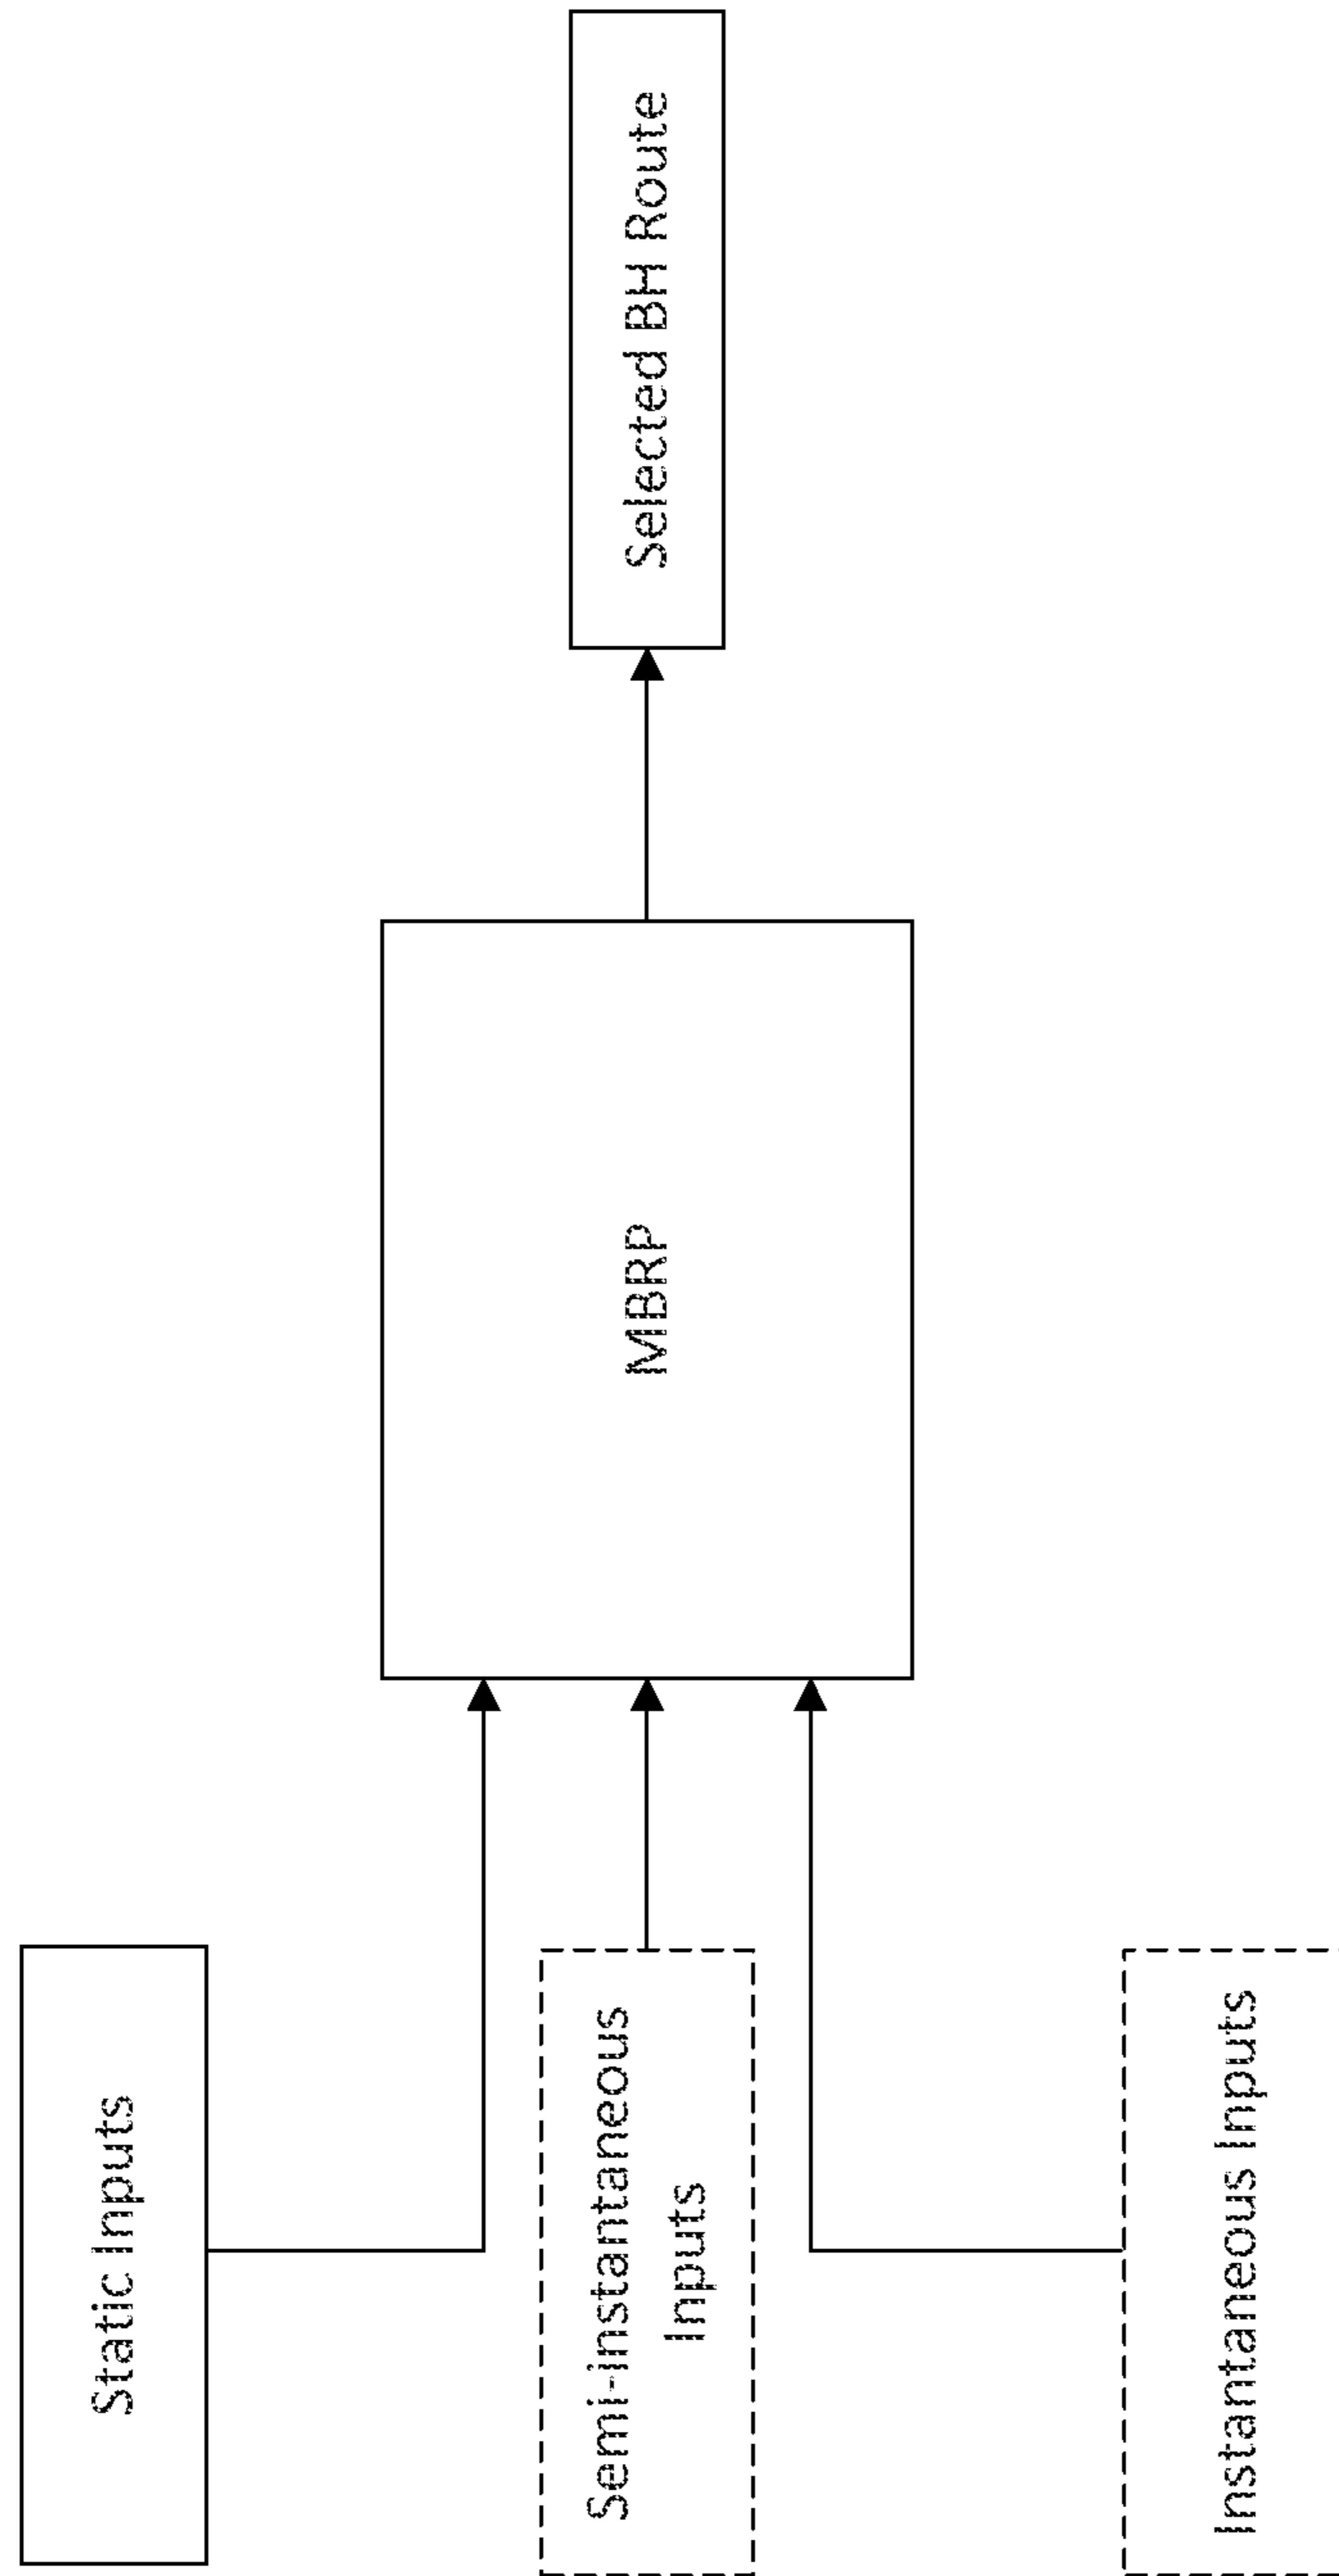 Static Inputs
Semi-instantaneous
Inputs
Instantaneous Inputs
MBRP
Selected BH Route